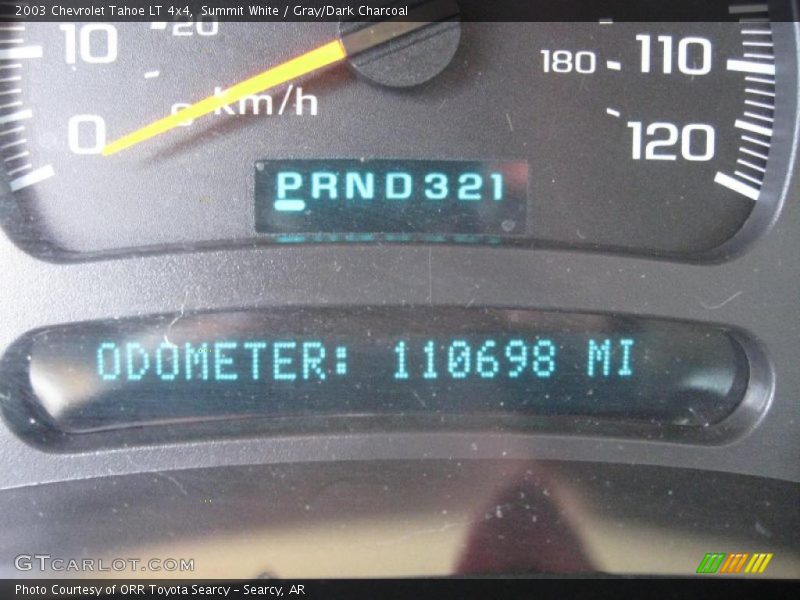 2003 Chevrolet Tahoe LT 4x4, Summit White / Gray/Dark Charcoal
10 20 180 110
0 km/h 120
PRND321
ODOMETER: 110698 MI
GTCARLOT.COM
Photo Courtesy of ORR Toyota Searcy - Searcy, AR